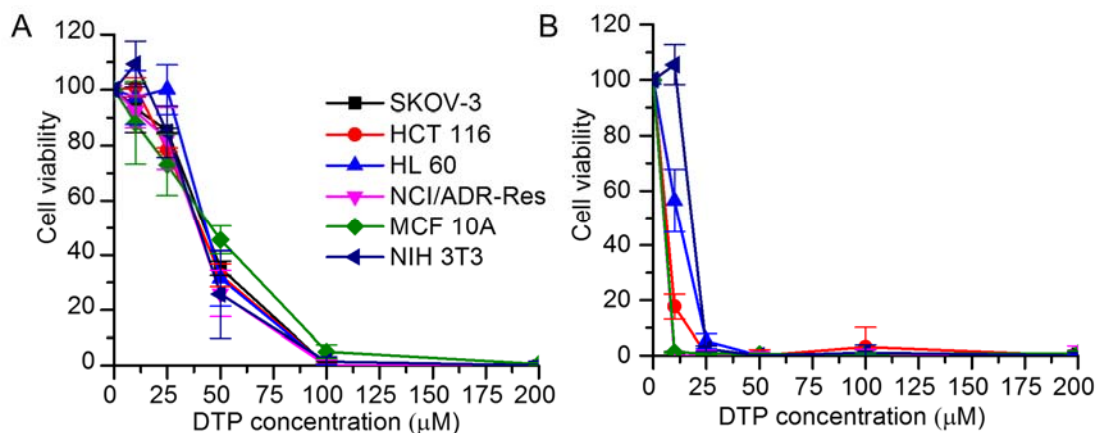 A
Cell viability
120
100
80
60
40
20
0
0 25 50 75 100 125 150 175 200
DTP concentration (μM)
SKOV-3
HCT 116
HL 60
NCI/ADR-Res
MCF 10A
NIH 3T3
B
Cell viability
120
100
80
60
40
20
0
0 25 50 75 100 125 150 175 200
DTP concentration (μM)